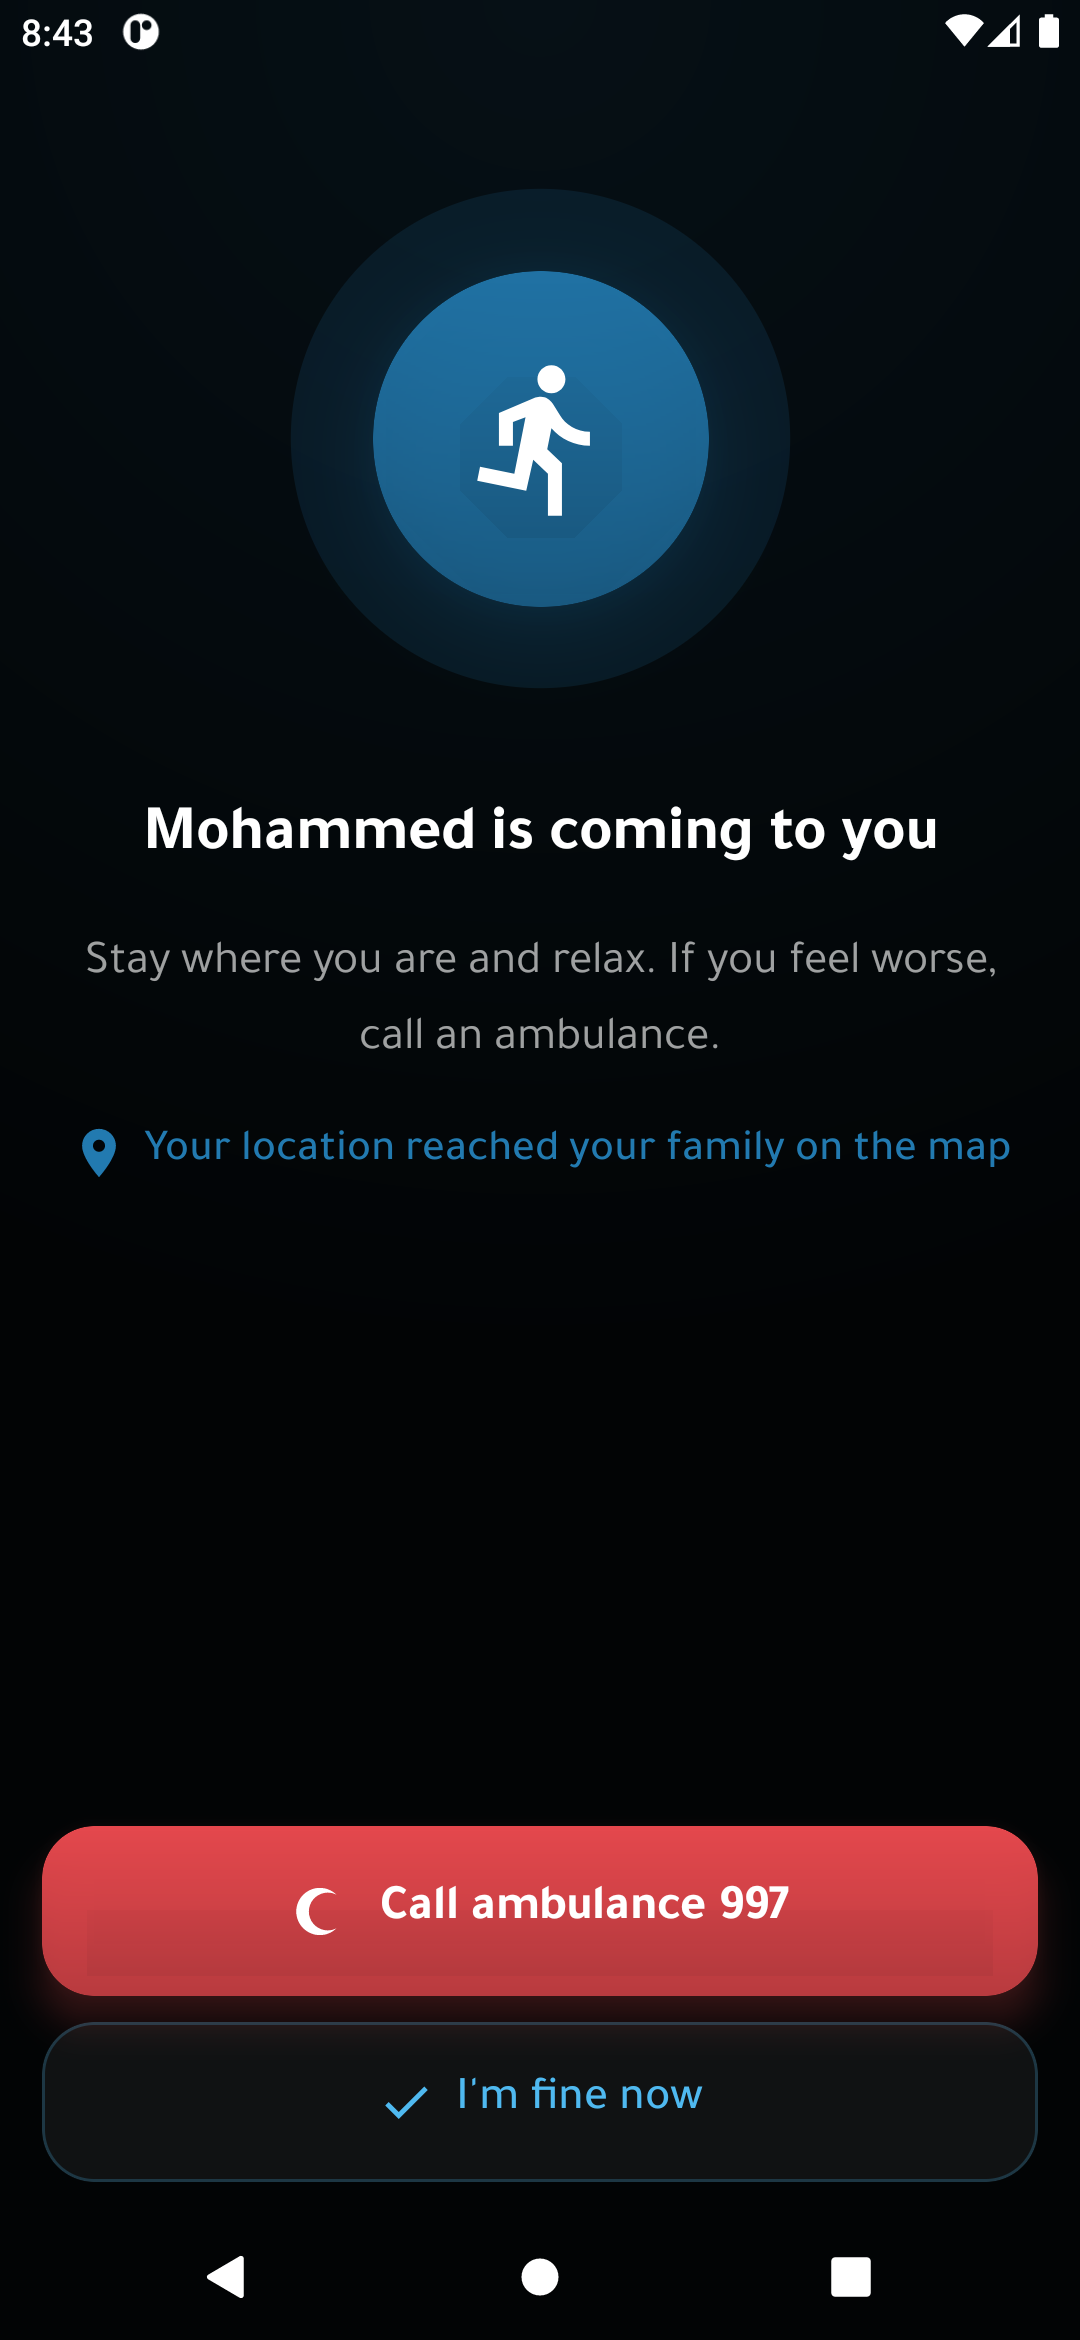 8:43
Mohammed is coming to you
Stay where you are and relax. If you feel worse,
call an ambulance.
Your location reached your family on the map
Call ambulance 997
I'm fine now